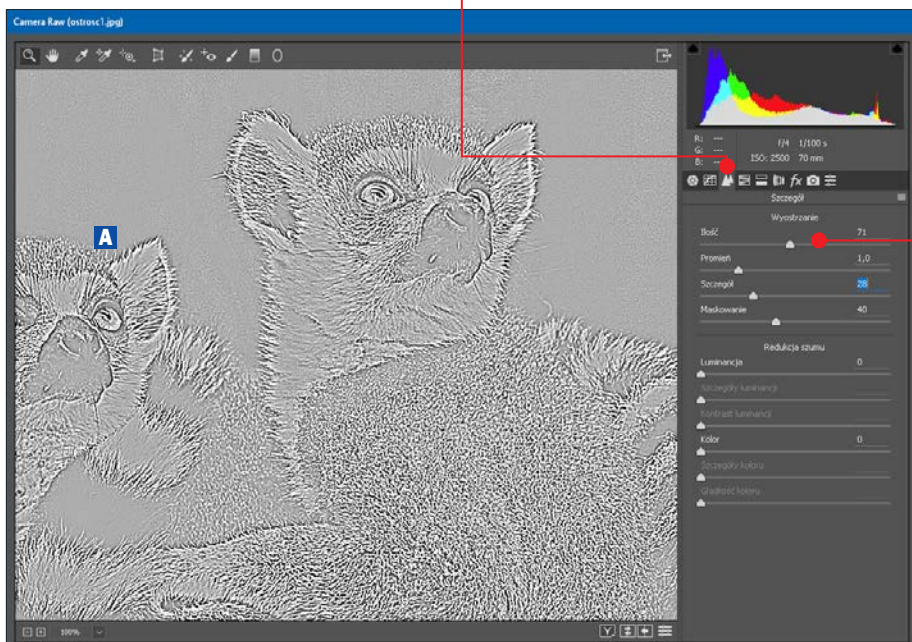 Camera Raw (ostrosc1.jpg)
R: ---
G: ---
B: ---
f/4 1/100 s
ISO: 2500 70 mm
fx
Szczegół
Wyostrzanie
Ilość 71
Promień 1,0
Szczegół 28
Maskowanie 40
Redukcja szumu
Luminancja 0
Szczegóły luminancji
Kontrast luminancji
Kolor 0
Szczegóły koloru
Gładkość koloru
A
100%
Y